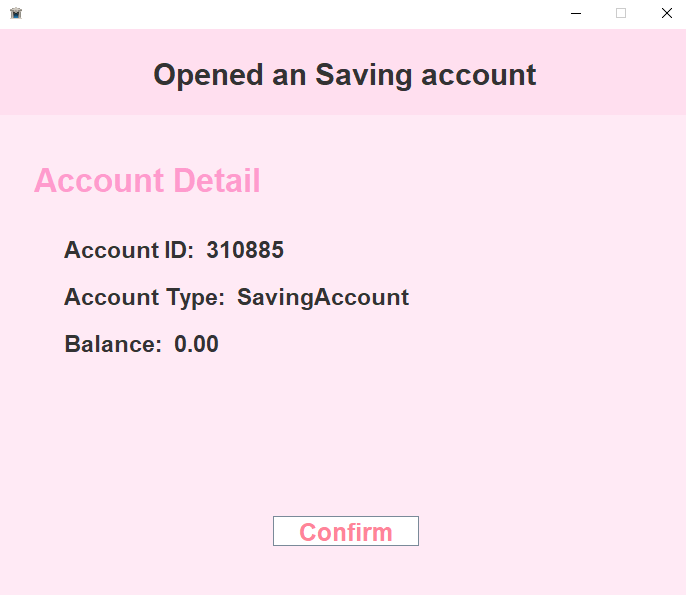 Opened an Saving account
Account Detail
Account ID: 310885
Account Type: SavingAccount
Balance: 0.00
Confirm